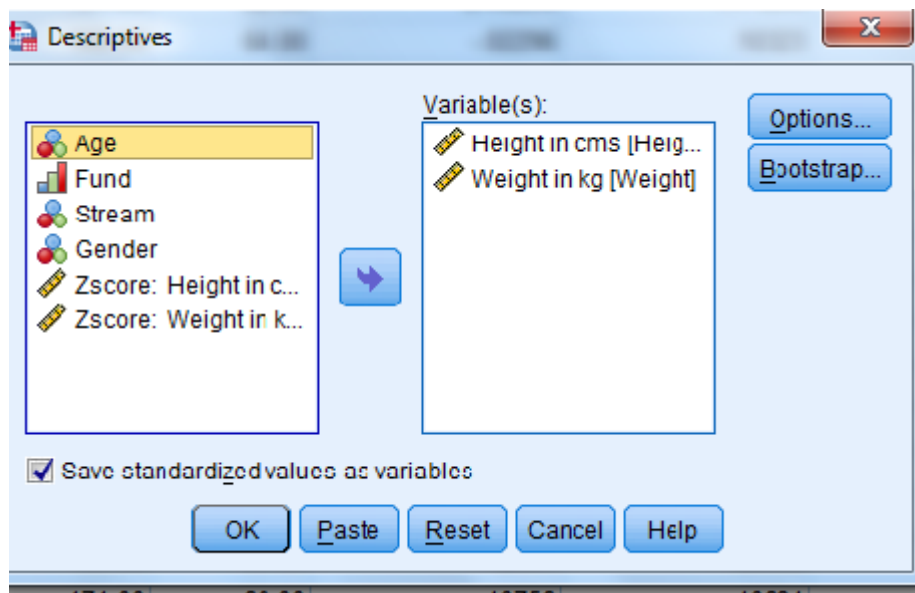 Descriptives
Variable(s):
Age
Fund
Stream
Gender
Zscore: Height in c...
Zscore: Weight in k...
Height in cms [Heig...
Weight in kg [Weight]
Options...
Bootstrap...
Save standardized values as variables
OK
Paste
Reset
Cancel
Help